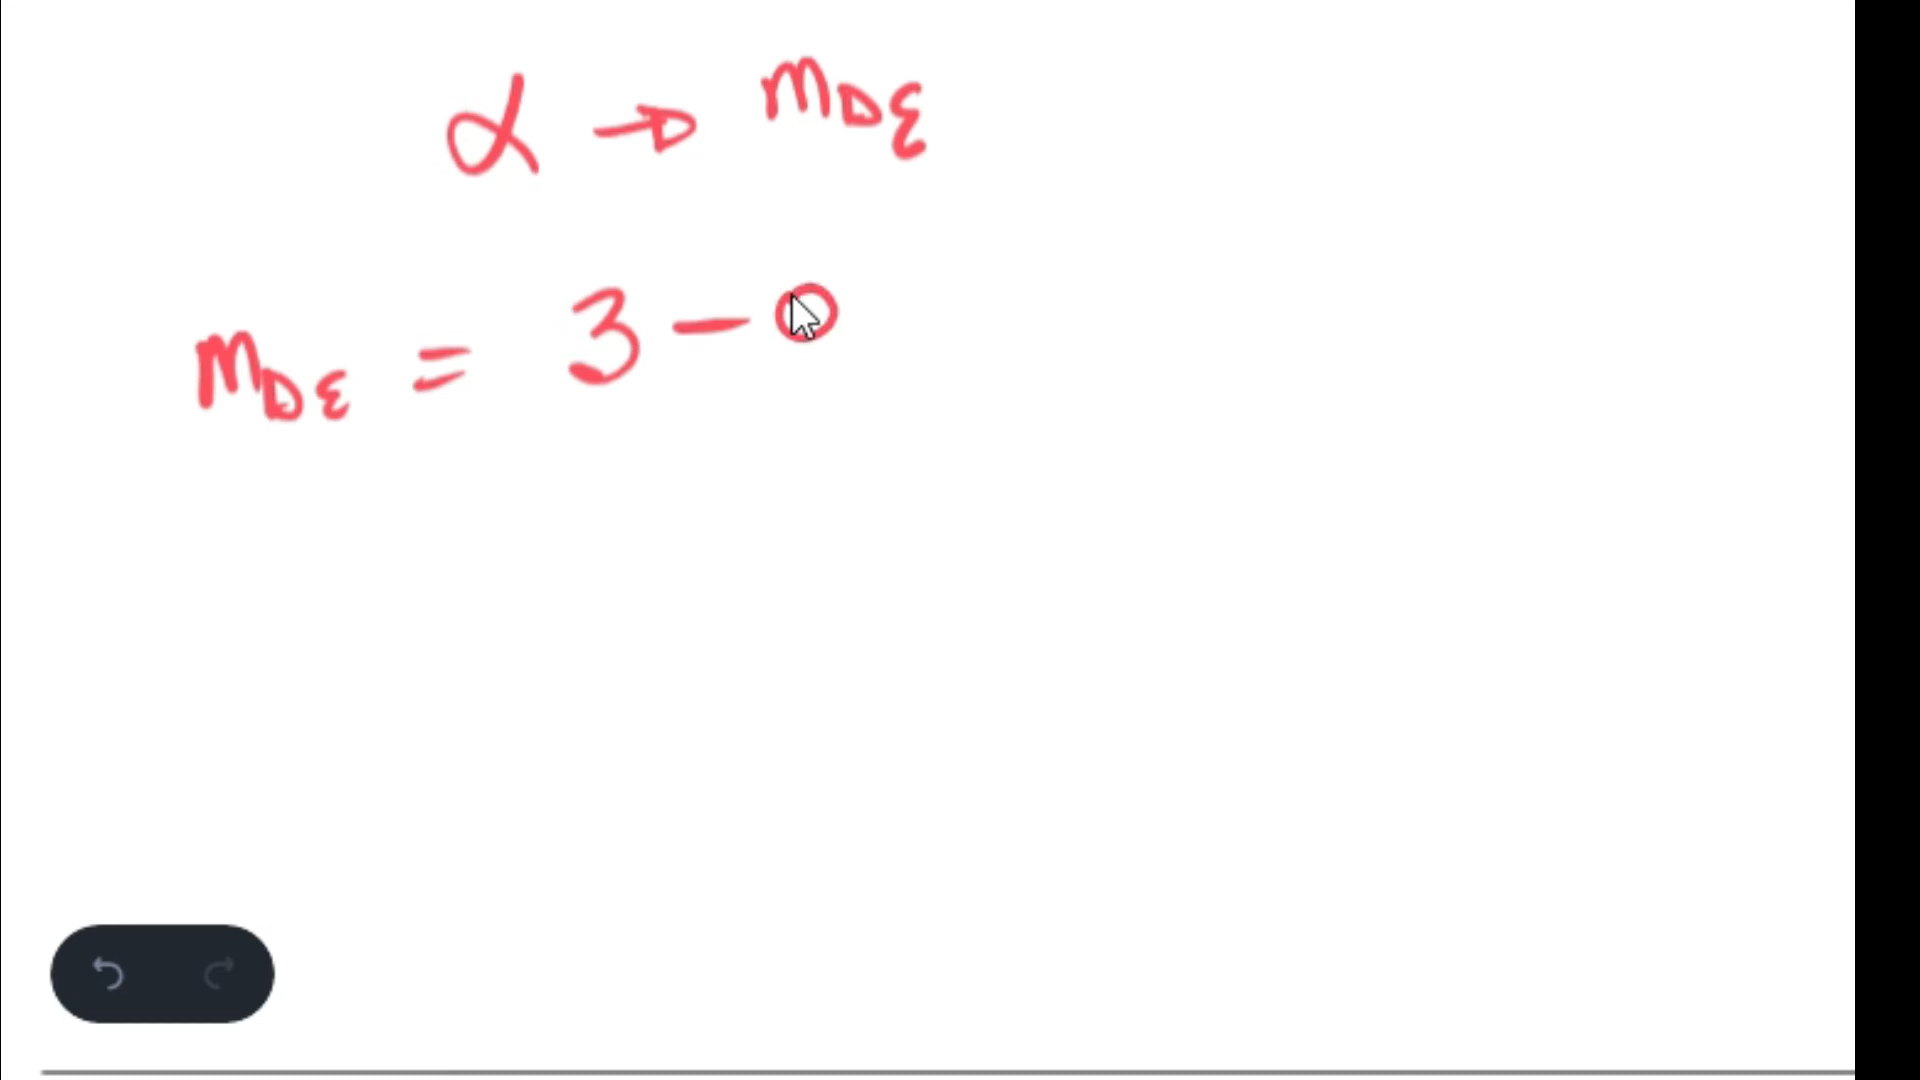 α → m_DE
m_DE = 3 - 0